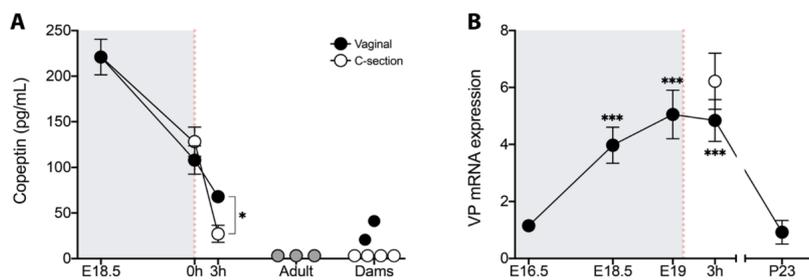 A
Copeptin (pg/mL)
250
200
150
100
50
0
E18.5
0h
3h
Adult
Dams
Vaginal
C-section
*
B
VP mRNA expression
8
6
4
2
0
E16.5
E18.5
E19
3h
P23
***
***
***